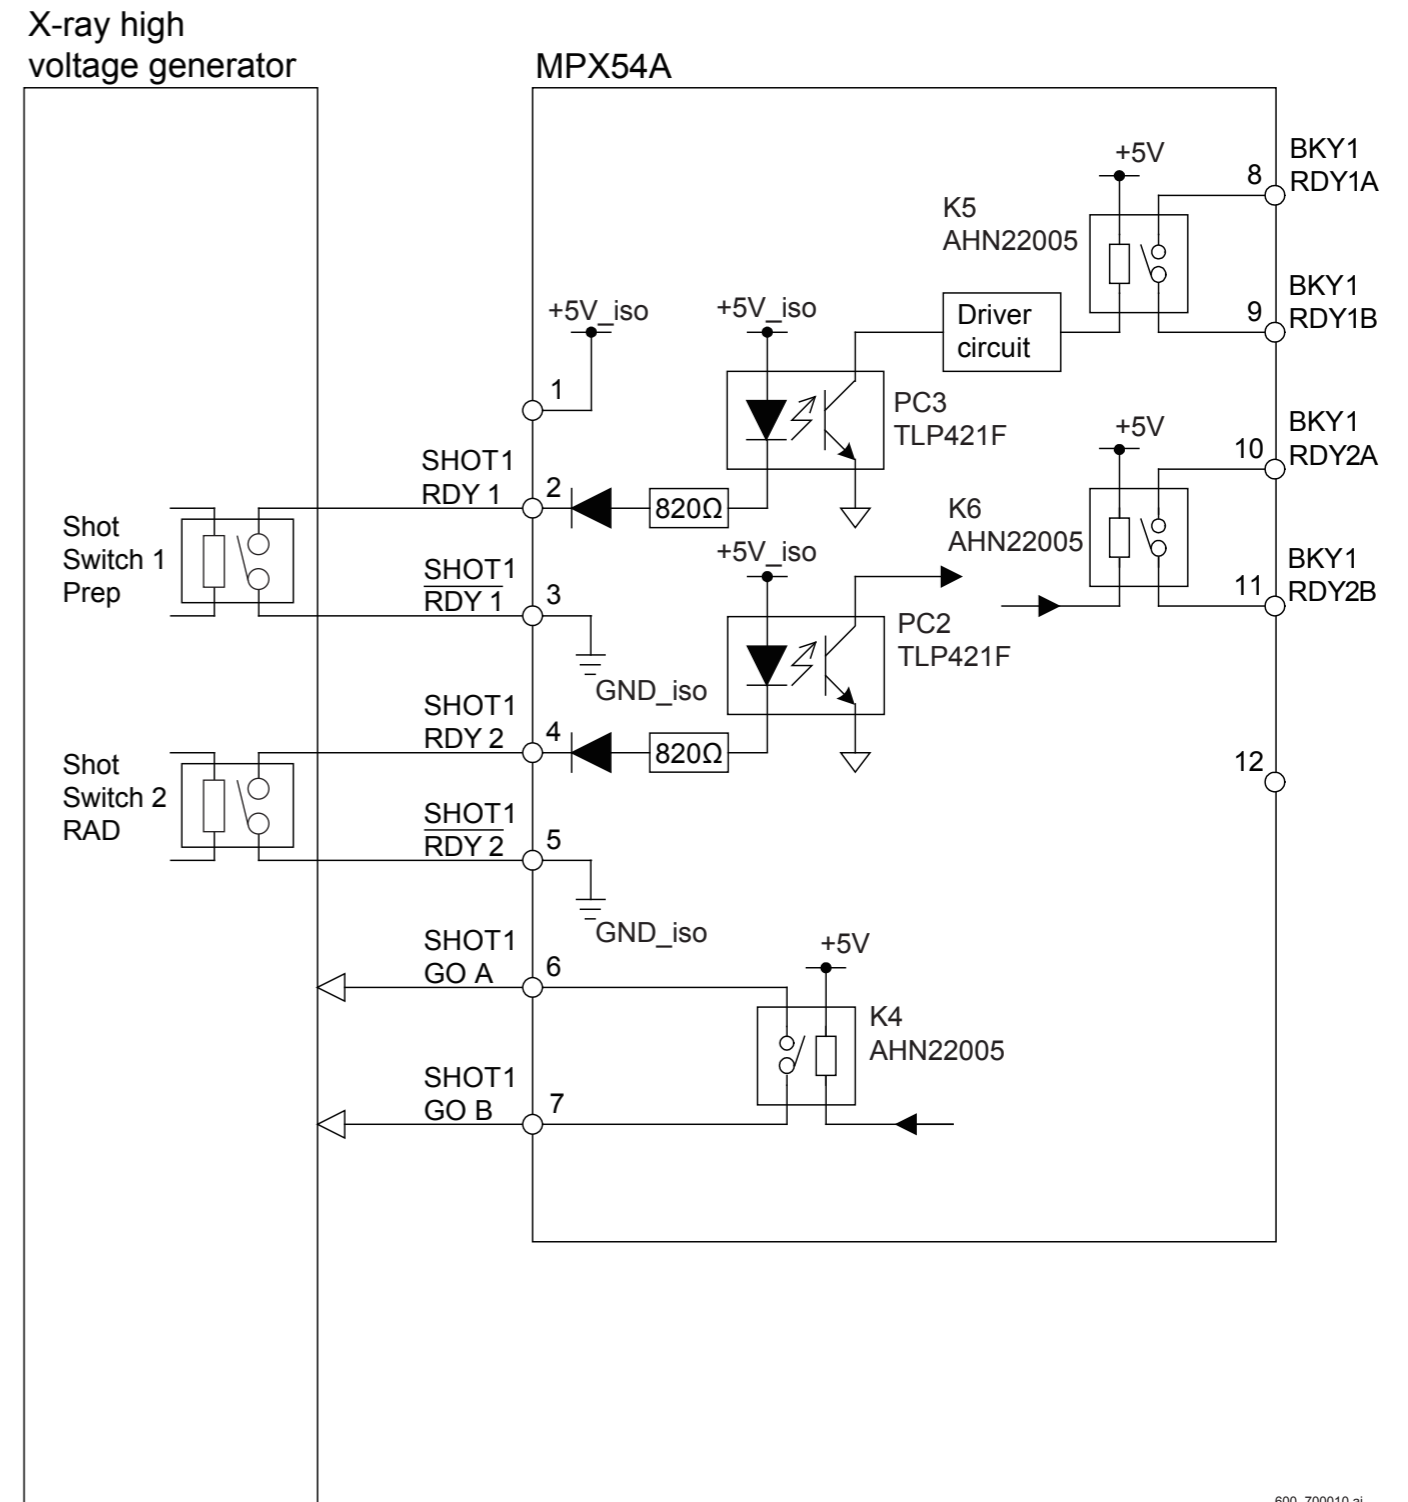 X-ray high
voltage generator
MPX54A
+5V
8
BKY1
RDY1A
K5
AHN22005
BKY1
RDY1B
9
+5V_iso
+5V_iso
Driver
circuit
1
PC3
TLP421F
+5V
BKY1
RDY2A
10
SHOT1
RDY 1
2
820Ω
K6
AHN22005
Shot
Switch 1
Prep
+5V_iso
SHOT1
RDY 1
3
BKY1
RDY2B
11
PC2
TLP421F
GND_iso
SHOT1
RDY 2
4
820Ω
12
Shot
Switch 2
RAD
SHOT1
RDY 2
5
GND_iso
+5V
SHOT1
GO A
6
K4
AHN22005
SHOT1
GO B
7
600_700010.ai